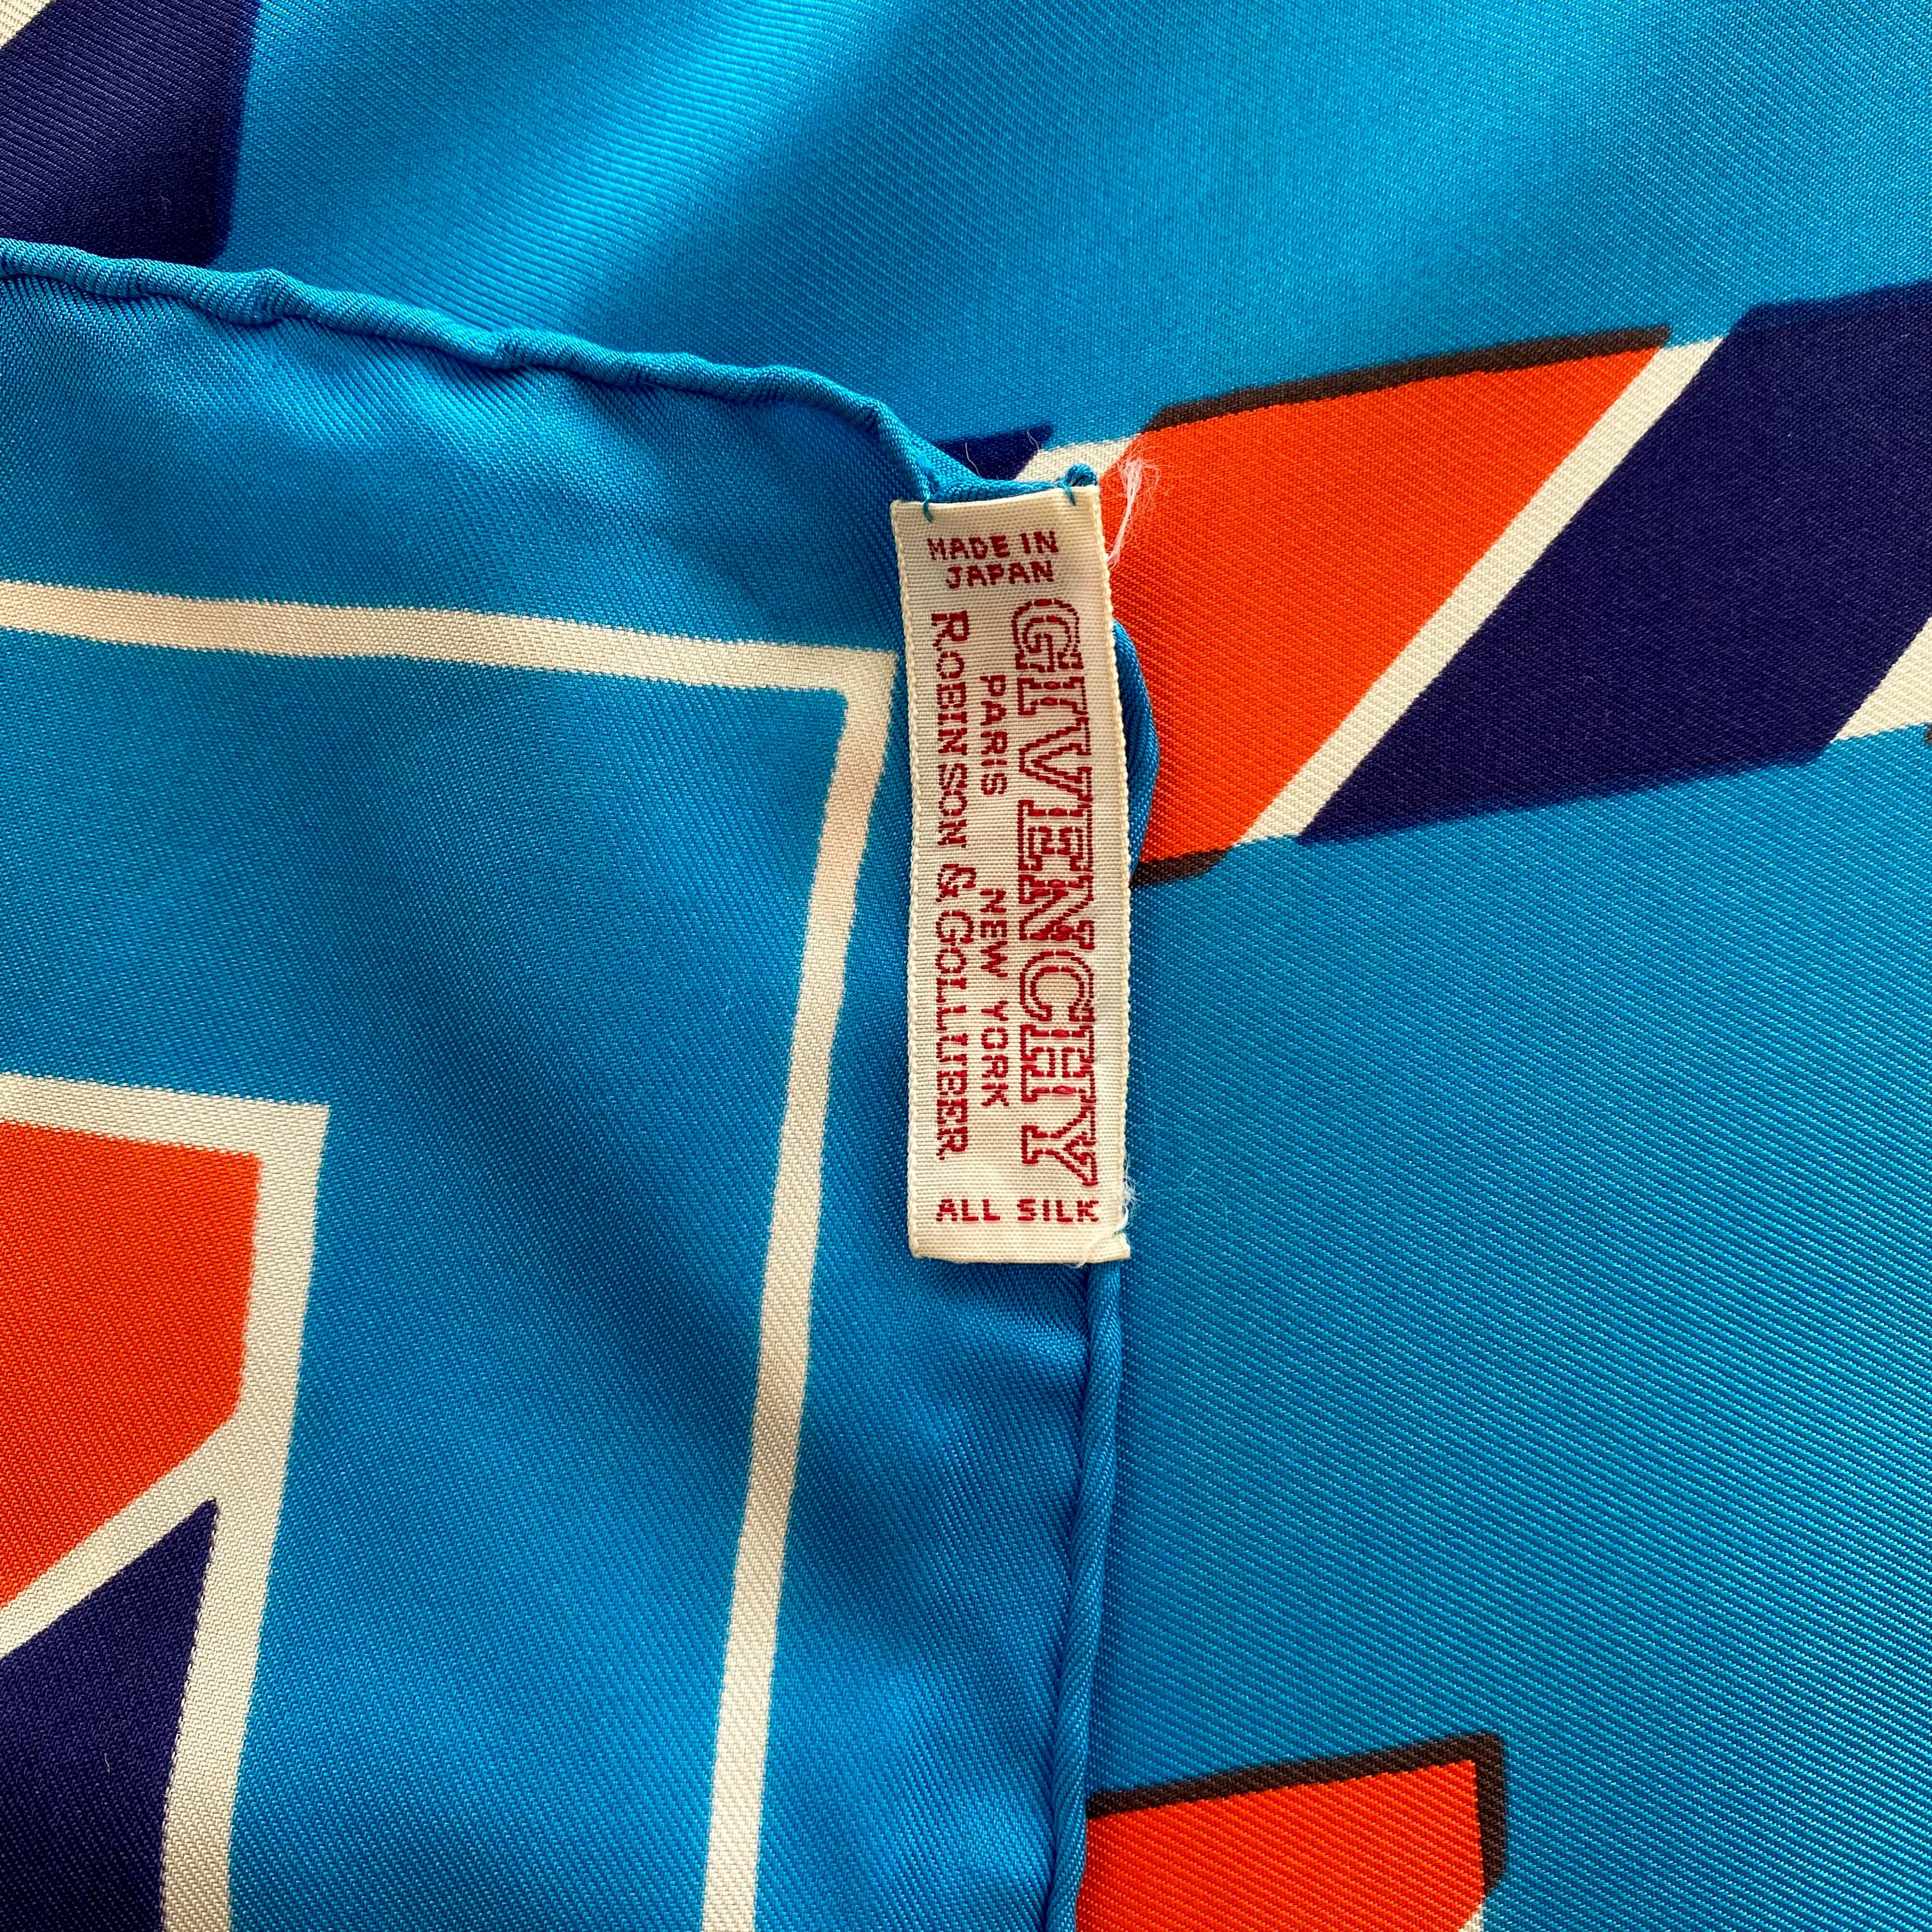 MADE IN
JAPAN
GIVENCHY
PARIS NEW YORK
ROBINSON & GOLLUBER
ALL SILK